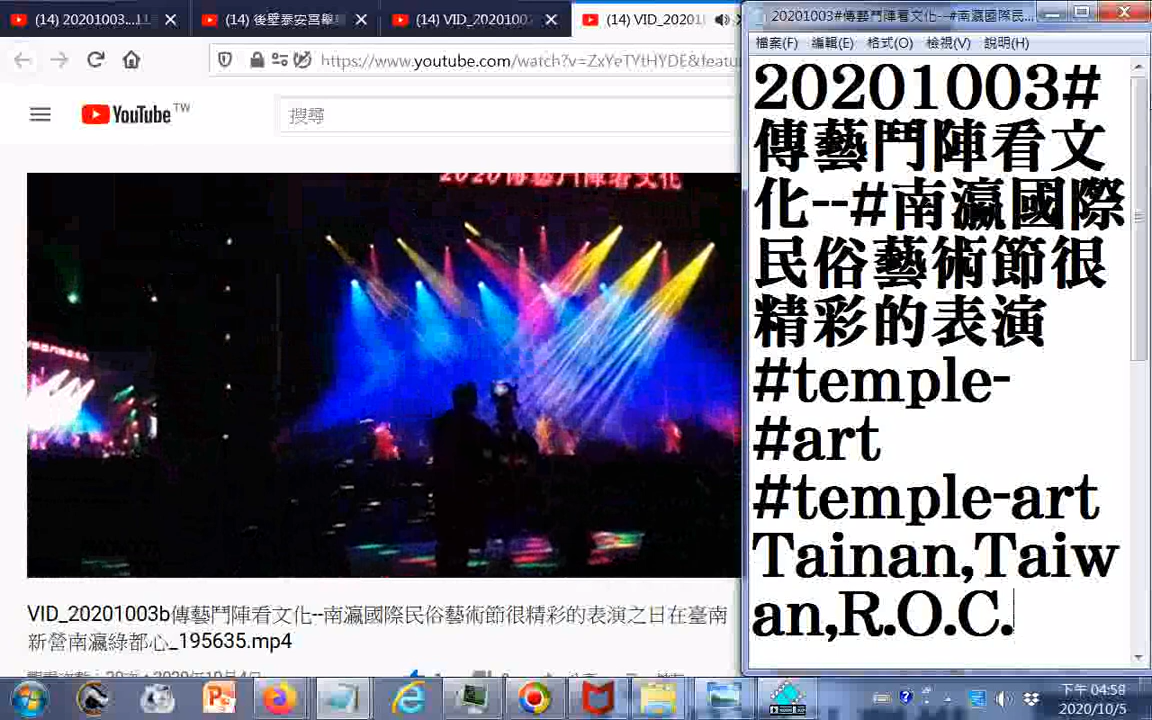 (14) 20201003...11
(14) 後壁泰安宮舉
(14) VID_2020100
(14) VID_20201
20201003#傳藝鬥陣看文化--#南瀛國際民...
檔案(F) 編輯(E) 格式(O) 檢視(V) 說明(H)
https://www.youtube.com/watch?v=ZxYeTYtHYDE&featu
YouTube TW
搜尋
2020傳藝鬥陣看文化
VID_20201003b傳藝鬥陣看文化--南瀛國際民俗藝術節很精彩的表演之日在臺南
新營南瀛綠都心_195635.mp4
20201003#
傳藝鬥陣看文
化--#南瀛國際
民俗藝術節很
精彩的表演
#temple-
#art
#temple-art
Tainan,Taiw
an,R.O.C.
下午 04:58
2020/10/5